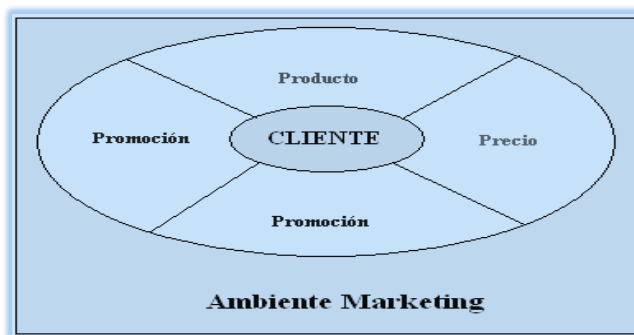 Producto
Promoción
CLIENTE
Precio
Promoción
Ambiente Marketing